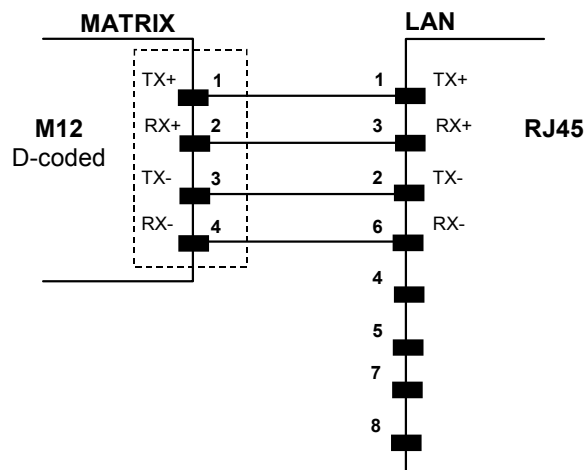 MATRIX LAN
TX+ 1 1 TX+
RX+ 2 3 RX+
M12 RJ45
D-coded
TX- 3 2 TX-
RX- 4 6 RX-
4
5
7
8